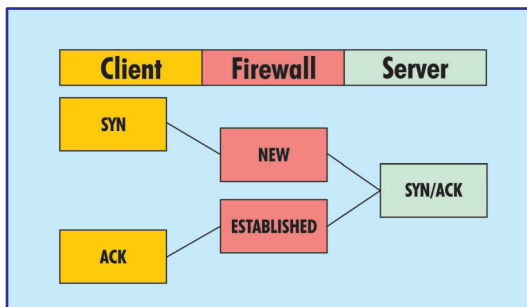 Client Firewall Server
SYN
NEW
SYN/ACK
ESTABLISHED
ACK